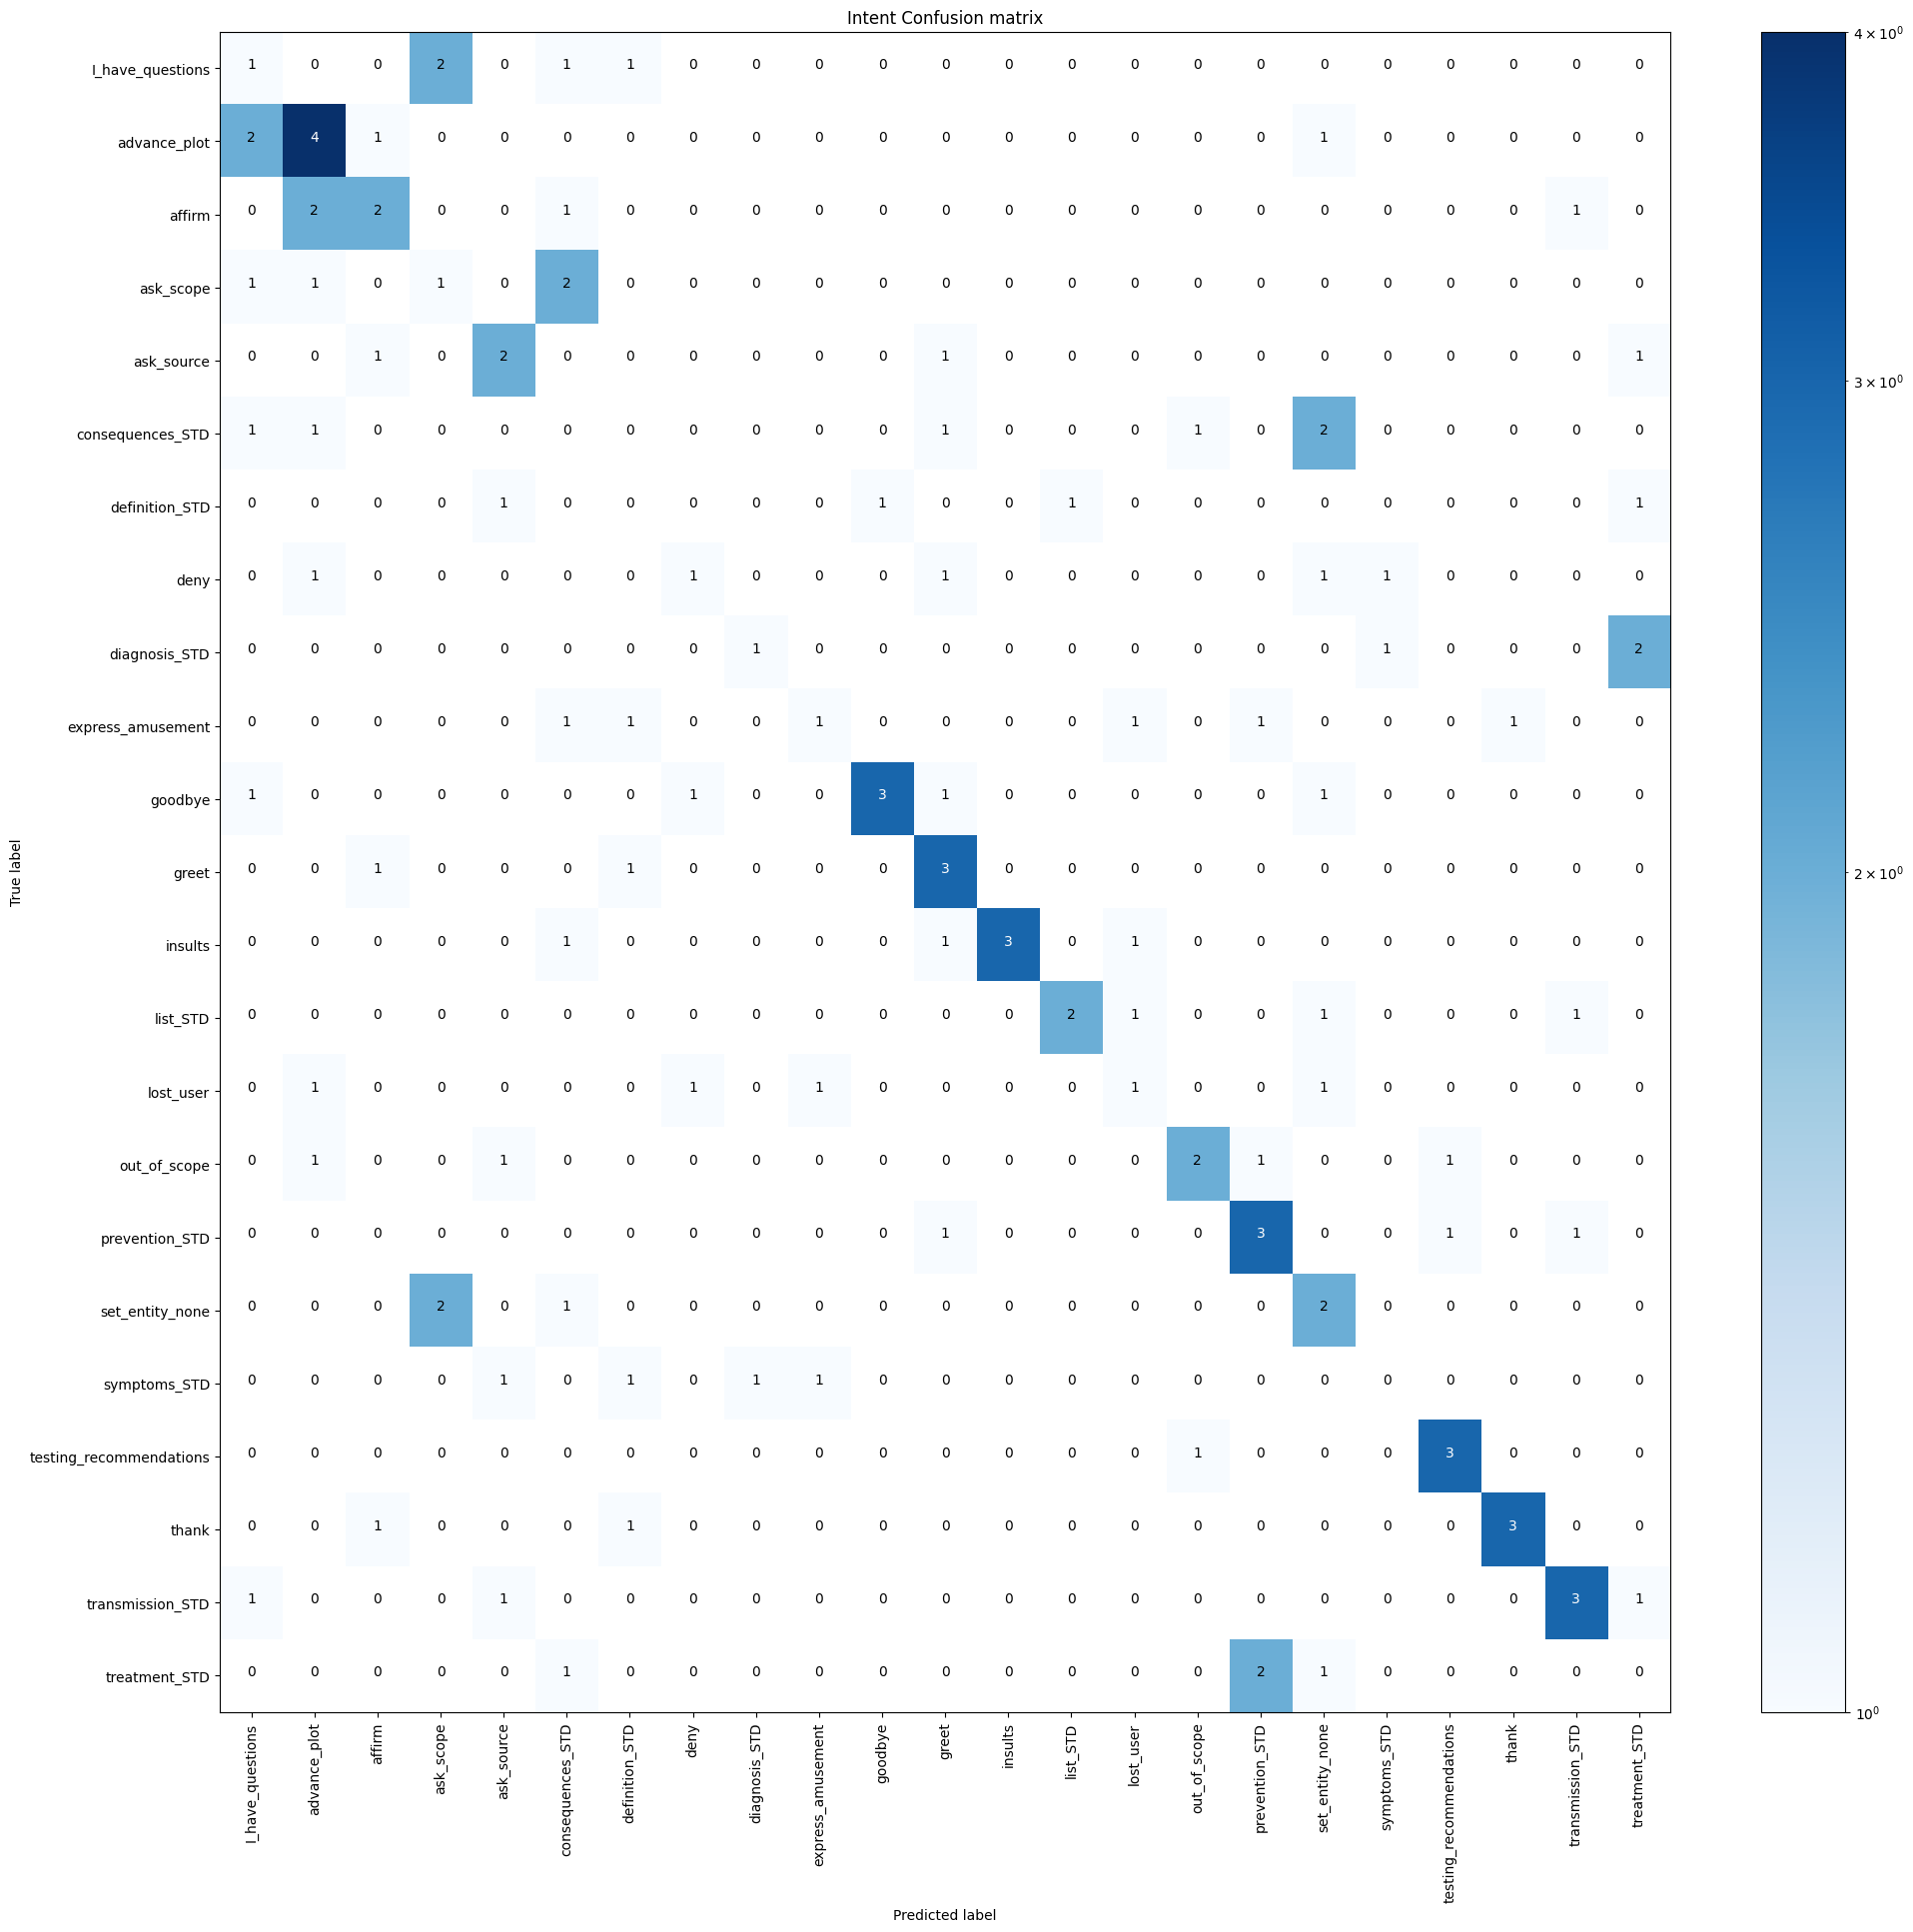 Intent Confusion matrix
I_have_questions 1 0 0 2 0 1 1 0 0 0 0 0 0 0 0 0 0 0 0 0 0 0 0
advance_plot 2 4 1 0 0 0 0 0 0 0 0 0 0 0 0 0 0 1 0 0 0 0 0
affirm 0 2 2 0 0 1 0 0 0 0 0 0 0 0 0 0 0 0 0 0 0 1 0
ask_scope 1 1 0 1 0 2 0 0 0 0 0 0 0 0 0 0 0 0 0 0 0 0 0
ask_source 0 0 1 0 2 0 0 0 0 0 0 1 0 0 0 0 0 0 0 0 0 0 1
consequences_STD 1 1 0 0 0 0 0 0 0 0 0 1 0 0 0 1 0 2 0 0 0 0 0
definition_STD 0 0 0 0 1 0 0 0 0 0 1 0 0 1 0 0 0 0 0 0 0 0 1
deny 0 1 0 0 0 0 0 1 0 0 0 1 0 0 0 0 0 1 1 0 0 0 0
diagnosis_STD 0 0 0 0 0 0 0 0 1 0 0 0 0 0 0 0 0 0 1 0 0 0 2
express_amusement 0 0 0 0 0 1 1 0 0 1 0 0 0 0 1 0 1 0 0 0 1 0 0
goodbye 1 0 0 0 0 0 0 1 0 0 3 1 0 0 0 0 0 1 0 0 0 0 0
greet 0 0 1 0 0 0 1 0 0 0 0 3 0 0 0 0 0 0 0 0 0 0 0
insults 0 0 0 0 0 1 0 0 0 0 0 1 3 0 1 0 0 0 0 0 0 0 0
list_STD 0 0 0 0 0 0 0 0 0 0 0 0 0 2 1 0 0 1 0 0 0 1 0
lost_user 0 1 0 0 0 0 0 1 0 1 0 0 0 0 1 0 0 1 0 0 0 0 0
out_of_scope 0 1 0 0 1 0 0 0 0 0 0 0 0 0 0 2 1 0 0 1 0 0 0
prevention_STD 0 0 0 0 0 0 0 0 0 0 0 1 0 0 0 0 3 0 0 1 0 1 0
set_entity_none 0 0 0 2 0 1 0 0 0 0 0 0 0 0 0 0 0 2 0 0 0 0 0
symptoms_STD 0 0 0 0 1 0 1 0 1 1 0 0 0 0 0 0 0 0 0 0 0 0 0
testing_recommendations 0 0 0 0 0 0 0 0 0 0 0 0 0 0 0 1 0 0 0 3 0 0 0
thank 0 0 1 0 0 0 1 0 0 0 0 0 0 0 0 0 0 0 0 0 3 0 0
transmission_STD 1 0 0 0 1 0 0 0 0 0 0 0 0 0 0 0 0 0 0 0 0 3 1
treatment_STD 0 0 0 0 0 1 0 0 0 0 0 0 0 0 0 0 2 1 0 0 0 0 0
True label
I_have_questions
advance_plot
affirm
ask_scope
ask_source
consequences_STD
definition_STD
deny
diagnosis_STD
express_amusement
goodbye
greet
insults
list_STD
lost_user
out_of_scope
prevention_STD
set_entity_none
symptoms_STD
testing_recommendations
thank
transmission_STD
treatment_STD
Predicted label
4 × 10⁰
3 × 10⁰
2 × 10⁰
10⁰